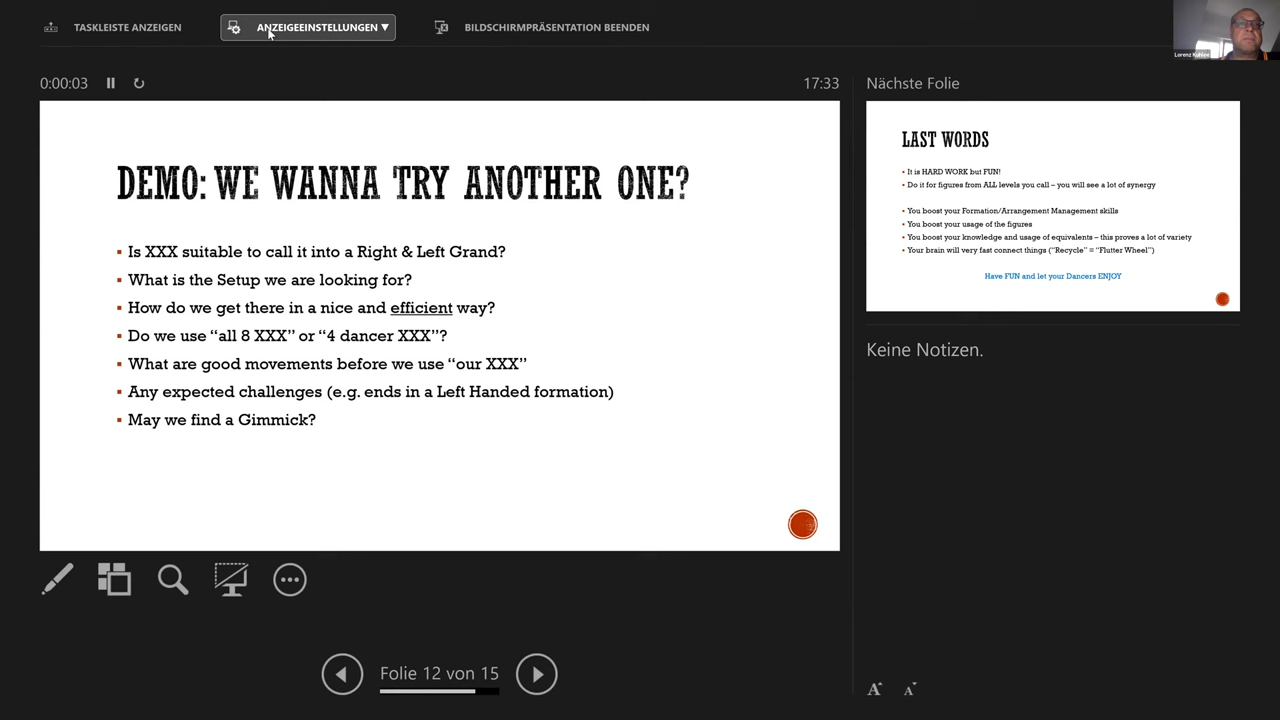 TASKLEISTE ANZEIGEN
ANZEIGEEINSTELLUNGEN ▼
BILDSCHIRMPRÄSENTATION BEENDEN
Lorenz Kuhlee
0:00:03
17:33
DEMO: WE WANNA TRY ANOTHER ONE?
▪ Is XXX suitable to call it into a Right & Left Grand?
▪ What is the Setup we are looking for?
▪ How do we get there in a nice and efficient way?
▪ Do we use “all 8 XXX” or “4 dancer XXX”?
▪ What are good movements before we use “our XXX”
▪ Any expected challenges (e.g. ends in a Left Handed formation)
▪ May we find a Gimmick?
Nächste Folie
LAST WORDS
▪ It is HARD WORK but FUN!
▪ Do it for figures from ALL levels you call – you will see a lot of synergy
▪ You boost your Formation/Arrangement Management skills
▪ You boost your usage of the figures
▪ You boost your knowledge and usage of equivalents – this proves a lot of variety
▪ Your brain will very fast connect things (“Recycle” = “Flutter Wheel”)
Have FUN and let your Dancers ENJOY
Keine Notizen.
Folie 12 von 15
A A